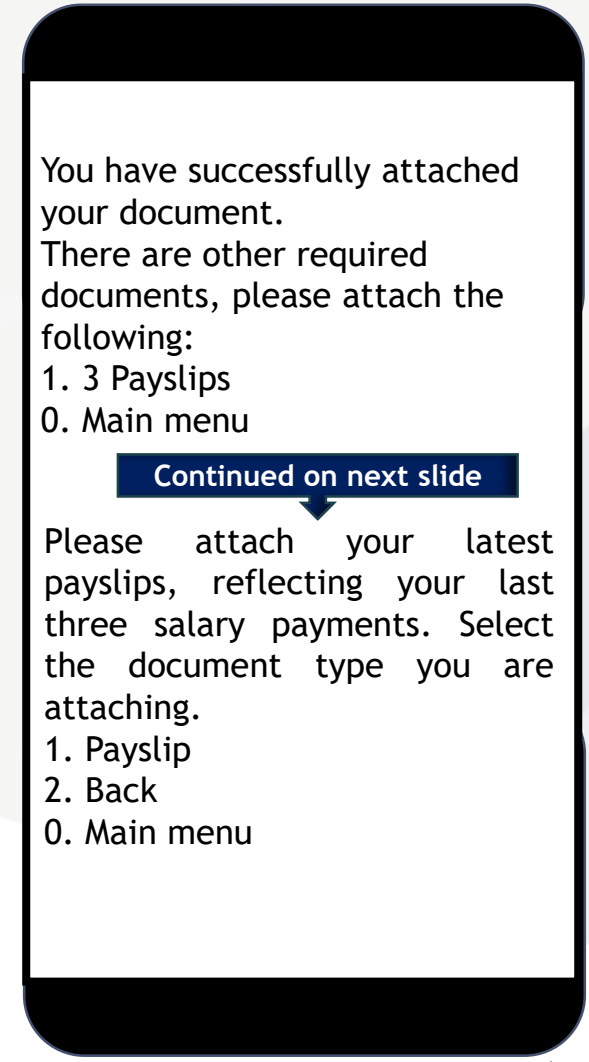 You have successfully attached
your document.
There are other required
documents, please attach the
following:
1. 3 Payslips
0. Main menu
Continued on next slide
Please attach your latest
payslips, reflecting your last
three salary payments. Select
the document type you are
attaching.
1. Payslip
2. Back
0. Main menu